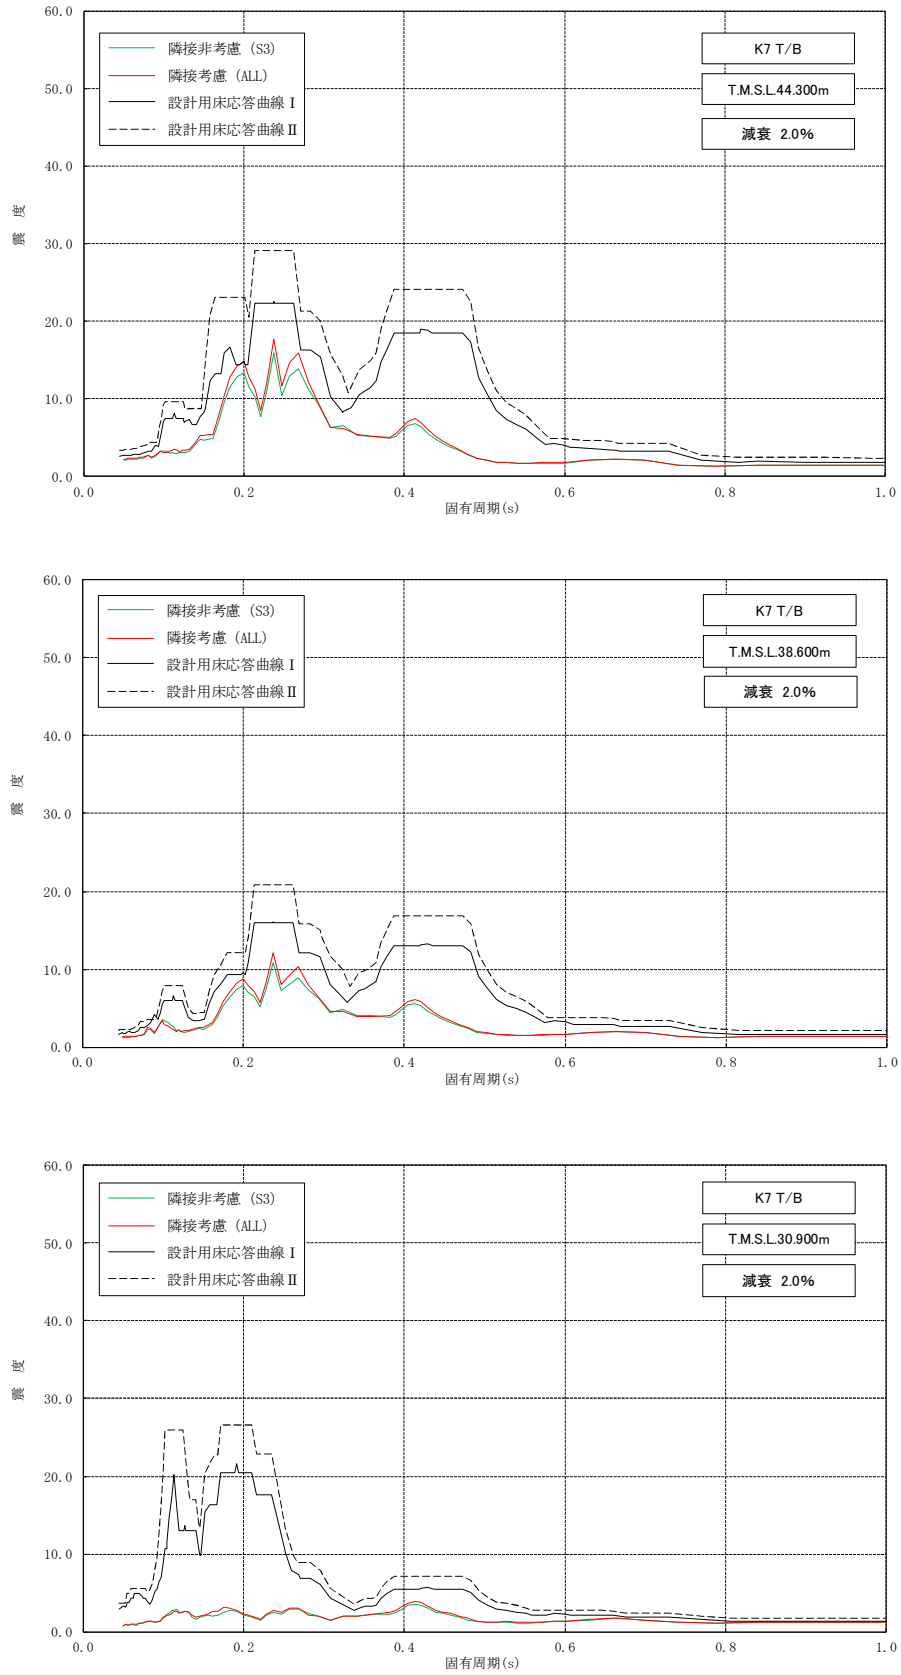 60.0
隣接非考慮 (S3)
K7 T/B
隣接考慮 (ALL)
50.0
T.M.S.L.44.300m
設計用床応答曲線Ⅰ
設計用床応答曲線Ⅱ
減衰 2.0%
40.0
震 度
30.0
20.0
10.0
0.0
0.0 0.2 0.4 0.6 0.8 1.0
固有周期(s)
60.0
隣接非考慮 (S3)
K7 T/B
隣接考慮 (ALL)
50.0
T.M.S.L.38.600m
設計用床応答曲線Ⅰ
設計用床応答曲線Ⅱ
減衰 2.0%
40.0
震 度
30.0
20.0
10.0
0.0
0.0 0.2 0.4 0.6 0.8 1.0
固有周期(s)
60.0
隣接非考慮 (S3)
K7 T/B
隣接考慮 (ALL)
50.0
T.M.S.L.30.900m
設計用床応答曲線Ⅰ
設計用床応答曲線Ⅱ
減衰 2.0%
40.0
震 度
30.0
20.0
10.0
0.0
0.0 0.2 0.4 0.6 0.8 1.0
固有周期(s)